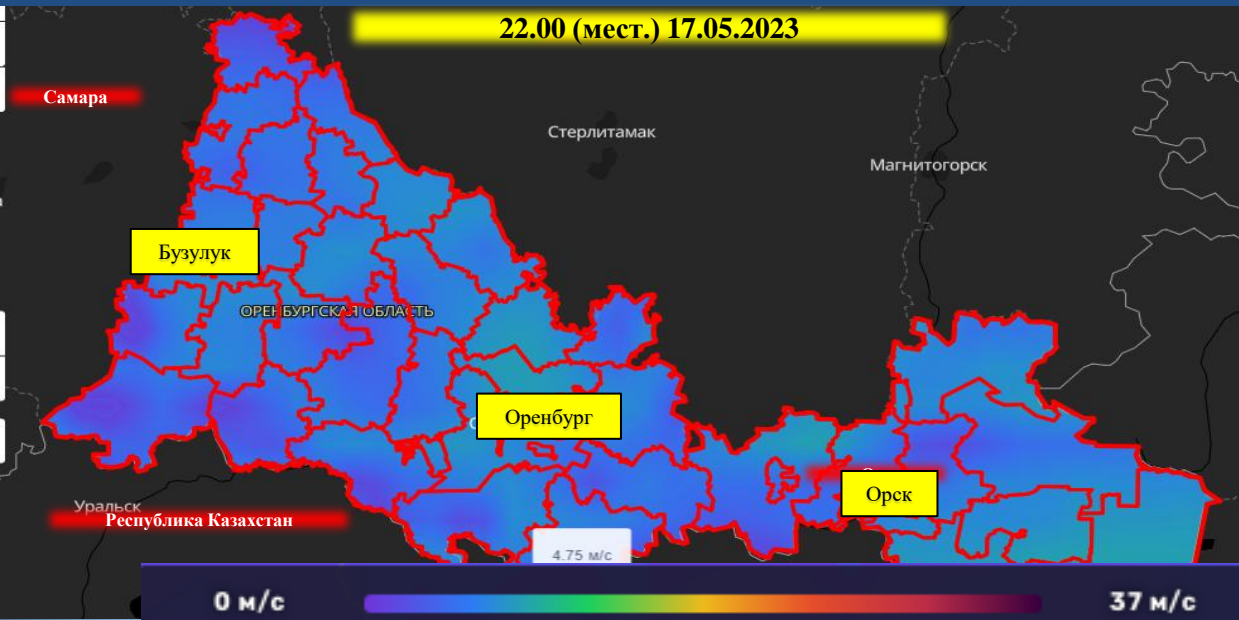 22.00 (мест.) 17.05.2023
Самара
Стерлитамак
Магнитогорск
Бузулук
ОРЕНБУРГСКАЯ ОБЛАСТЬ
Оренбург
Орск
Уральск
Республика Казахстан
4.75 м/с
0 м/с
37 м/с